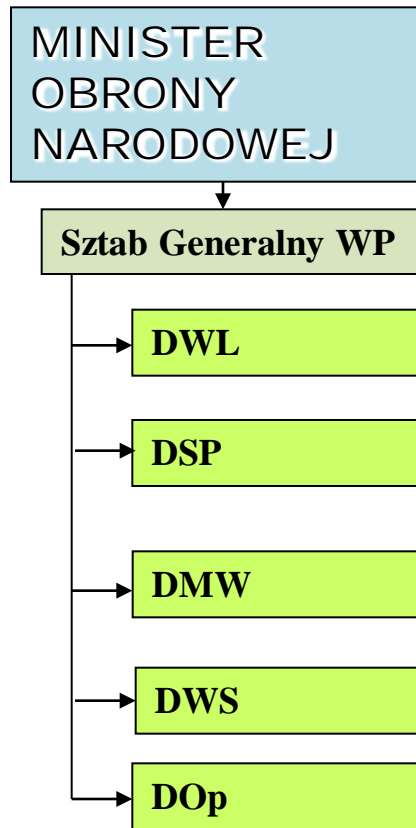 MINISTER
OBRONY
NARODOWEJ
Sztab Generalny WP
DWL
DSP
DMW
DWS
DOp